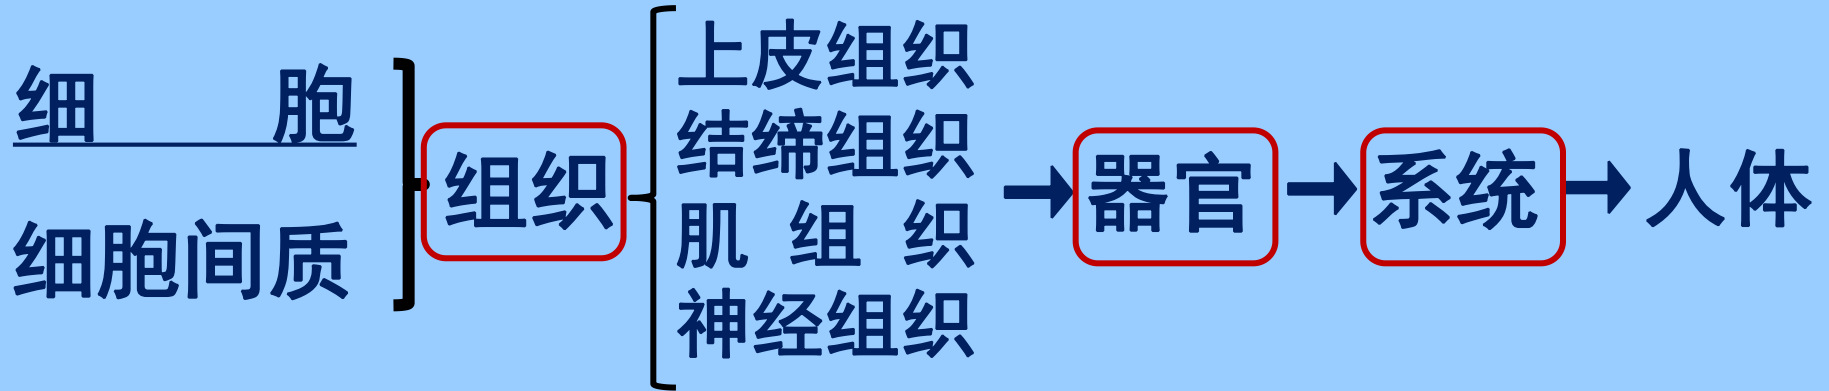 细 胞
细胞间质
组织
上皮组织
结缔组织
肌 组 织
神经组织
器官
系统
人体